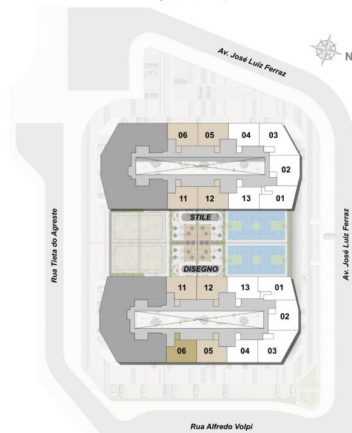 Av. José Luiz Ferraz
N
06 05 04 03
02
11 12 13 01
STILE
DISEGNO
11 12 13 01
02
06 05 04 03
Rua Tieta do Agreste
Av. José Luiz Ferraz
Rua Alfredo Volpi